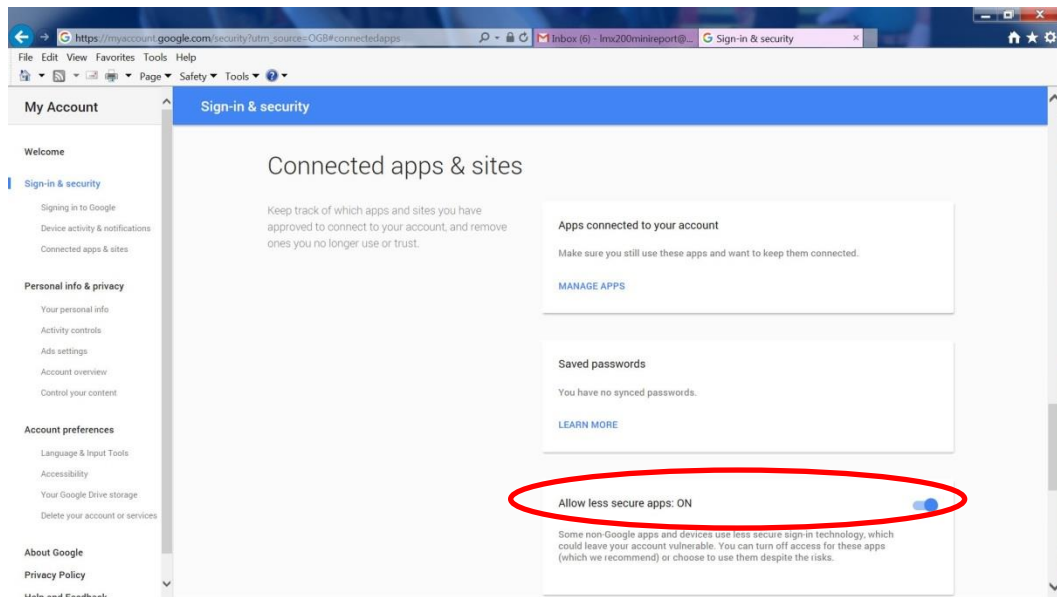 https://myaccount.google.com/security?utm_source=OGB#connectedapps
Inbox (6) - lmx200minireport@...
Sign-in & security
File Edit View Favorites Tools Help
Page Safety Tools
My Account
Sign-in & security
Welcome
Sign-in & security
Signing in to Google
Device activity & notifications
Connected apps & sites
Personal info & privacy
Your personal info
Activity controls
Ads settings
Account overview
Control your content
Account preferences
Language & Input Tools
Accessibility
Your Google Drive storage
Delete your account or services
About Google
Privacy Policy
Help and Feedback
Connected apps & sites
Keep track of which apps and sites you have
approved to connect to your account, and remove
ones you no longer use or trust.
Apps connected to your account
Make sure you still use these apps and want to keep them connected.
MANAGE APPS
Saved passwords
You have no synced passwords.
LEARN MORE
Allow less secure apps: ON
Some non-Google apps and devices use less secure sign-in technology, which
could leave your account vulnerable. You can turn off access for these apps
(which we recommend) or choose to use them despite the risks.